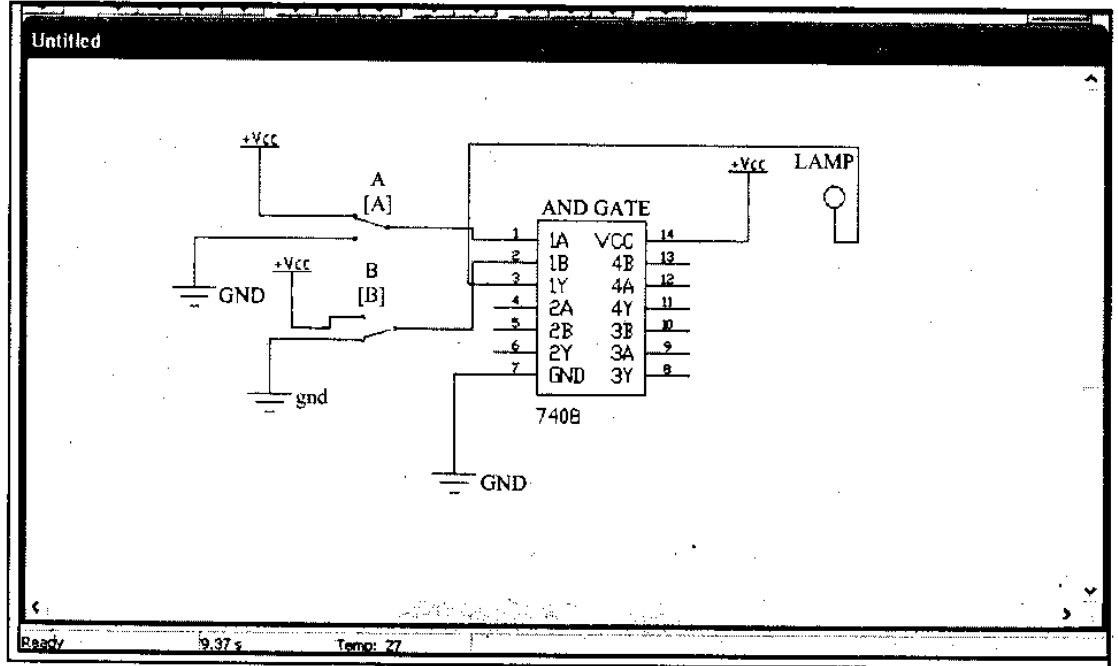 Untitled
+Vcc
A
[A]
+Vcc
LAMP
AND GATE
1 1A VCC 14
2 1B 4B 13
3 1Y 4A 12
4 2A 4Y 11
5 2B 3B 10
6 2Y 3A 9
7 GND 3Y 8
7408
+Vcc
B
[B]
GND
gnd
GND
Ready 9.37 s Temp: 27